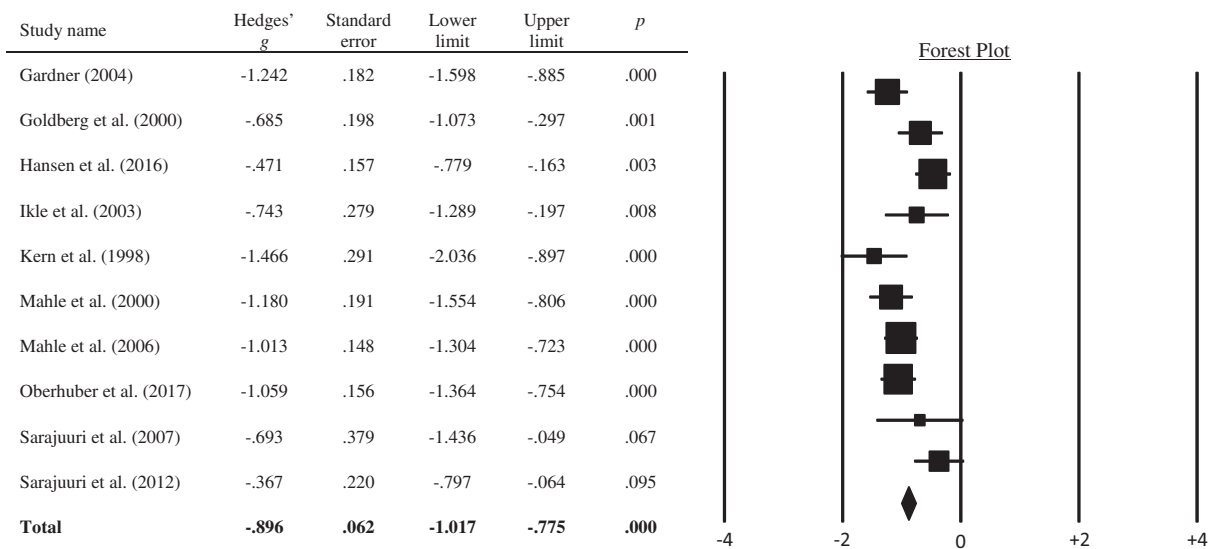 Study name Hedges’ g Standard error Lower limit Upper limit p
Gardner (2004) -1.242 .182 -1.598 -.885 .000
Goldberg et al. (2000) -.685 .198 -1.073 -.297 .001
Hansen et al. (2016) -.471 .157 -.779 -.163 .003
Ikle et al. (2003) -.743 .279 -1.289 -.197 .008
Kern et al. (1998) -1.466 .291 -2.036 -.897 .000
Mahle et al. (2000) -1.180 .191 -1.554 -.806 .000
Mahle et al. (2006) -1.013 .148 -1.304 -.723 .000
Oberhuber et al. (2017) -1.059 .156 -1.364 -.754 .000
Sarajuuri et al. (2007) -.693 .379 -1.436 -.049 .067
Sarajuuri et al. (2012) -.367 .220 -.797 -.064 .095
Total -.896 .062 -1.017 -.775 .000
Forest Plot
-4 -2 0 +2 +4